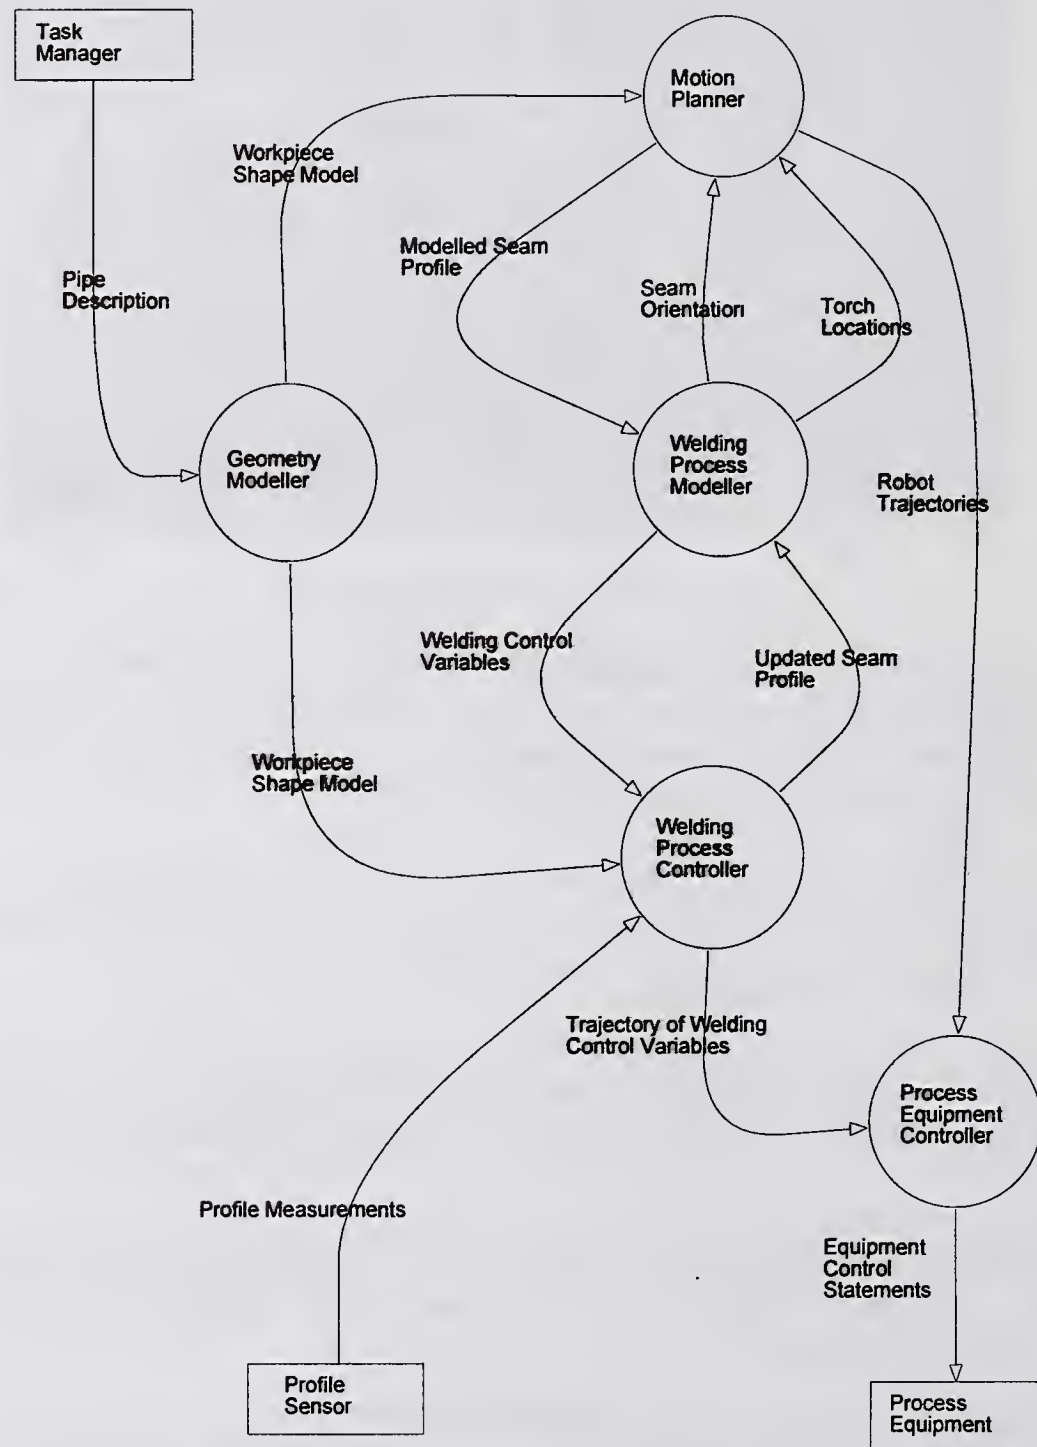 Task
Manager
Motion
Planner
Workpiece
Shape Model
Modelled Seam
Profile
Pipe
Description
Seam
Orientation
Torch
Locations
Geometry
Modeller
Welding
Process
Modeller
Robot
Trajectories
Welding Control
Variables
Updated Seam
Profile
Workpiece
Shape Model
Welding
Process
Controller
Trajectory of Welding
Control Variables
Process
Equipment
Controller
Profile Measurements
Equipment
Control
Statements
Profile
Sensor
Process
Equipment